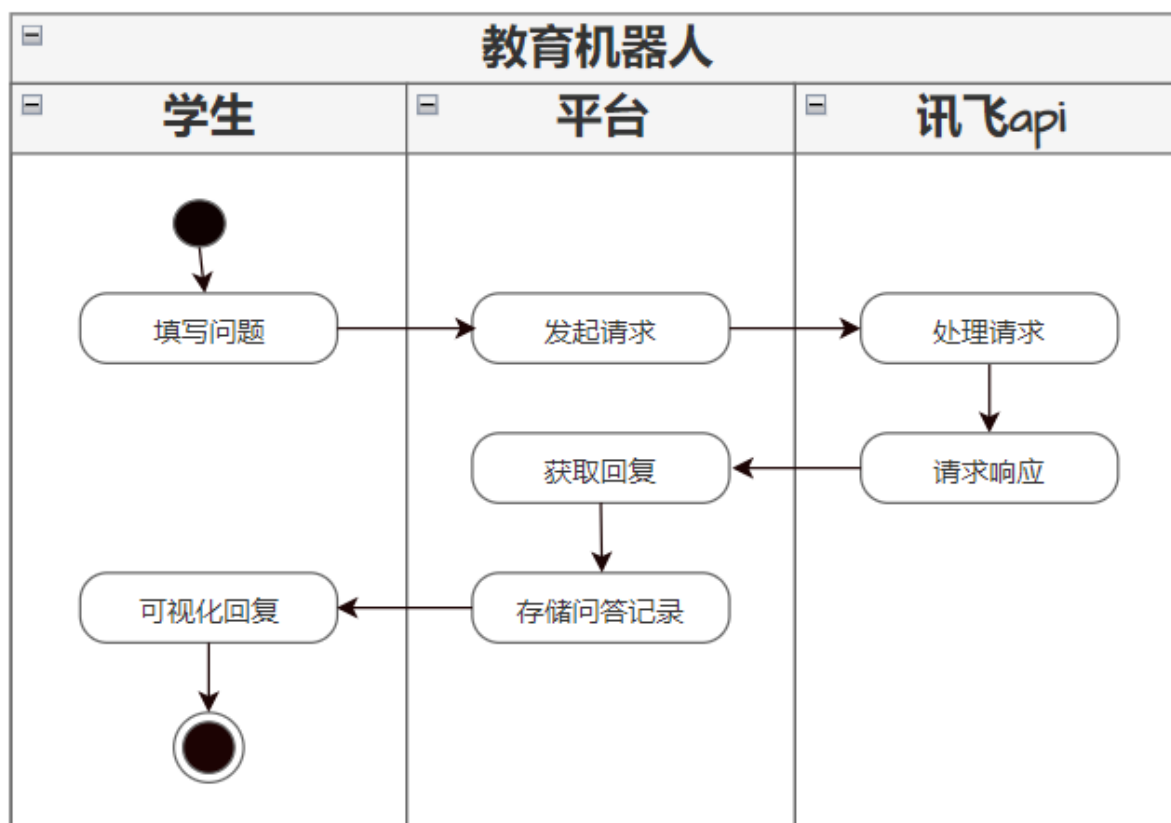 教育机器人
学生
平台
讯飞api
填写问题
发起请求
处理请求
获取回复
请求响应
可视化回复
存储问答记录